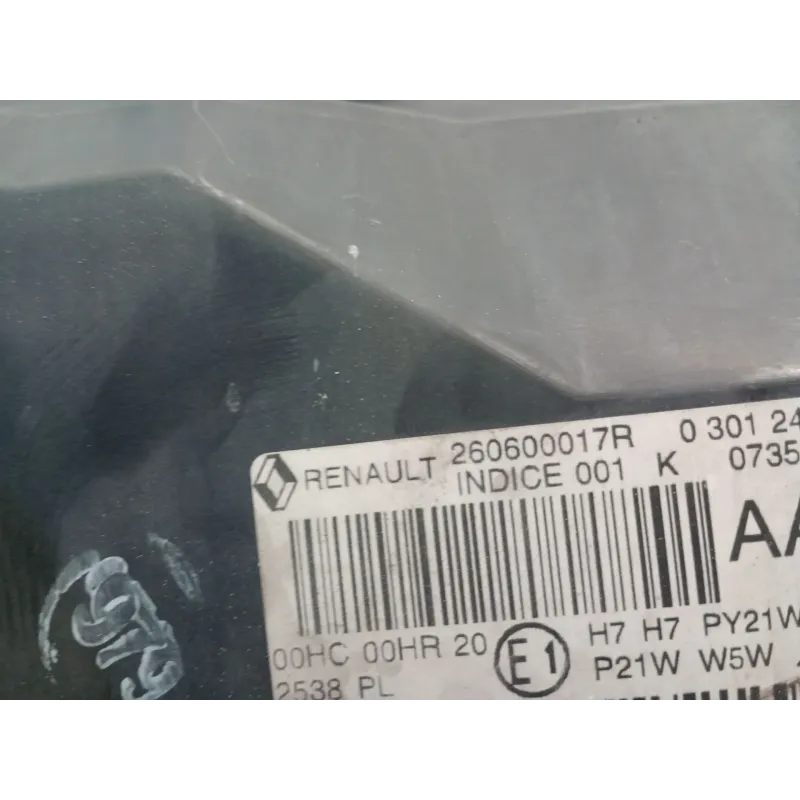 RENAULT 260600017R 0 301 24
INDICE 001 K 0735
AA
00HC 00HR 20 E1 H7 H7 PY21W
2538 PL P21W W5W